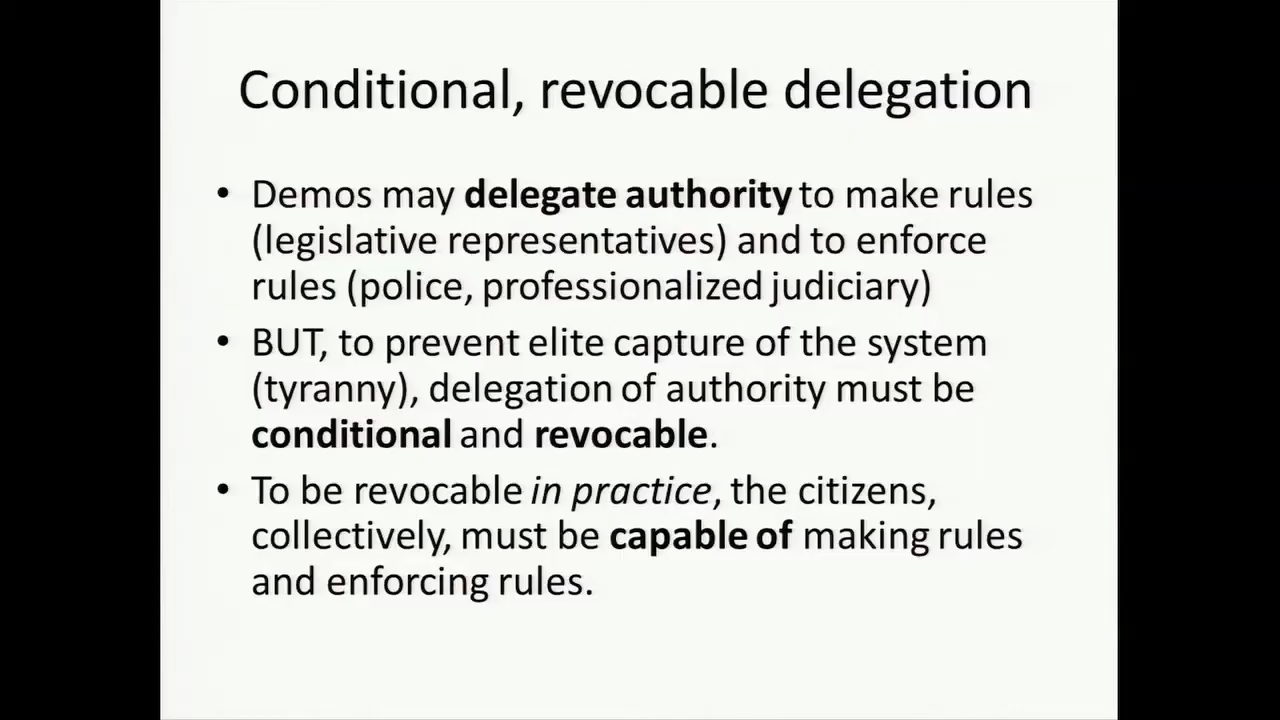 Conditional, revocable delegation
• Demos may delegate authority to make rules
(legislative representatives) and to enforce
rules (police, professionalized judiciary)
• BUT, to prevent elite capture of the system
(tyranny), delegation of authority must be
conditional and revocable.
• To be revocable in practice, the citizens,
collectively, must be capable of making rules
and enforcing rules.